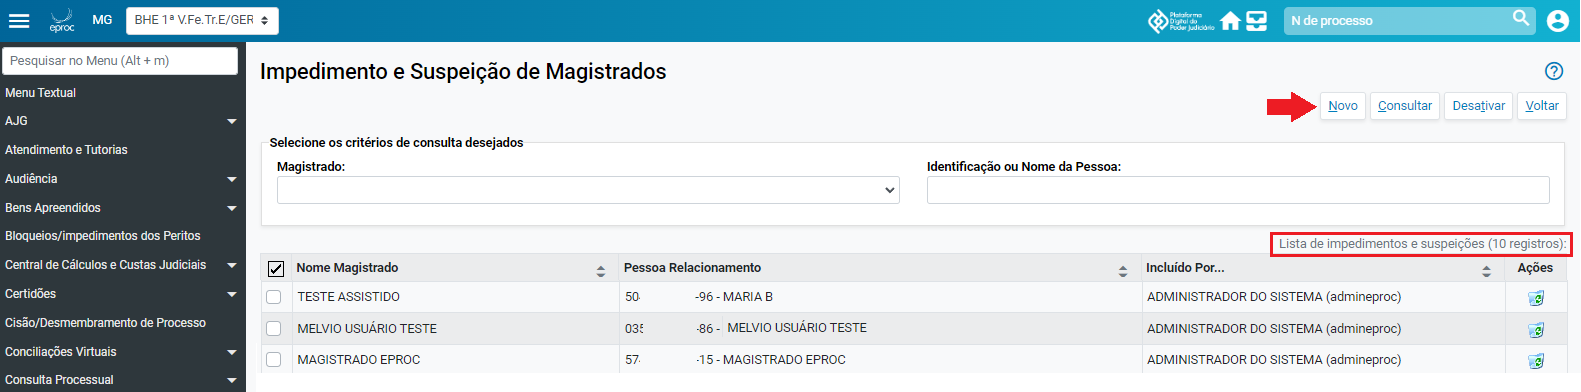 eproc
MG
BHE 1ª V.Fe.Tr.E/GER
Plataforma
Digital do
Poder Judiciário
N de processo
Pesquisar no Menu (Alt + m)
Menu Textual
AJG
Atendimento e Tutorias
Audiência
Bens Apreendidos
Bloqueios/impedimentos dos Peritos
Central de Cálculos e Custas Judiciais
Certidões
Cisão/Desmembramento de Processo
Conciliações Virtuais
Consulta Processual
Impedimento e Suspeição de Magistrados
Novo
Consultar
Desativar
Voltar
Selecione os critérios de consulta desejados
Magistrado:
Identificação ou Nome da Pessoa:
Lista de impedimentos e suspeições (10 registros):
Nome Magistrado Pessoa Relacionamento Incluído Por... Ações
TESTE ASSISTIDO 50 -96 - MARIA B ADMINISTRADOR DO SISTEMA (admineproc)
MELVIO USUÁRIO TESTE 035 -86 - MELVIO USUÁRIO TESTE ADMINISTRADOR DO SISTEMA (admineproc)
MAGISTRADO EPROC 57 -15 - MAGISTRADO EPROC ADMINISTRADOR DO SISTEMA (admineproc)